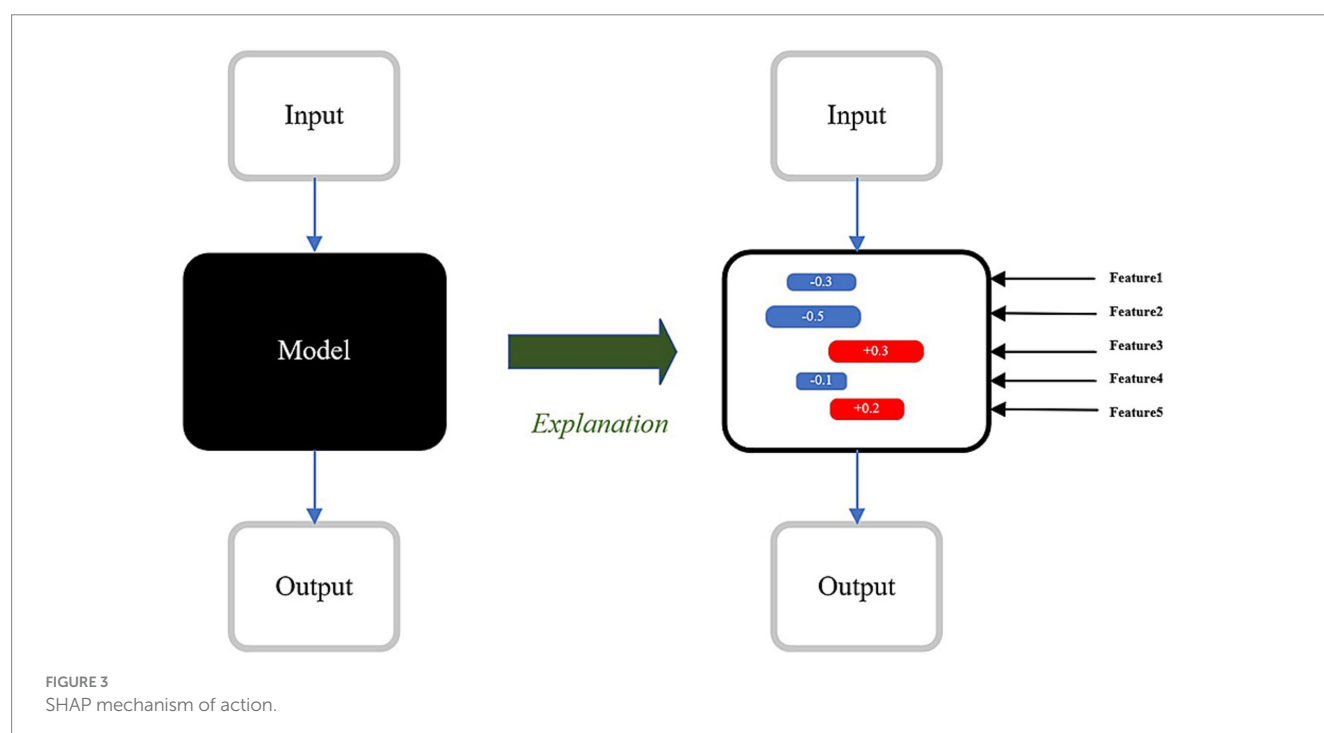 Input
Input
Model
Explanation
-0.3
-0.5
+0.3
-0.1
+0.2
Feature1
Feature2
Feature3
Feature4
Feature5
Output
Output
FIGURE 3
SHAP mechanism of action.